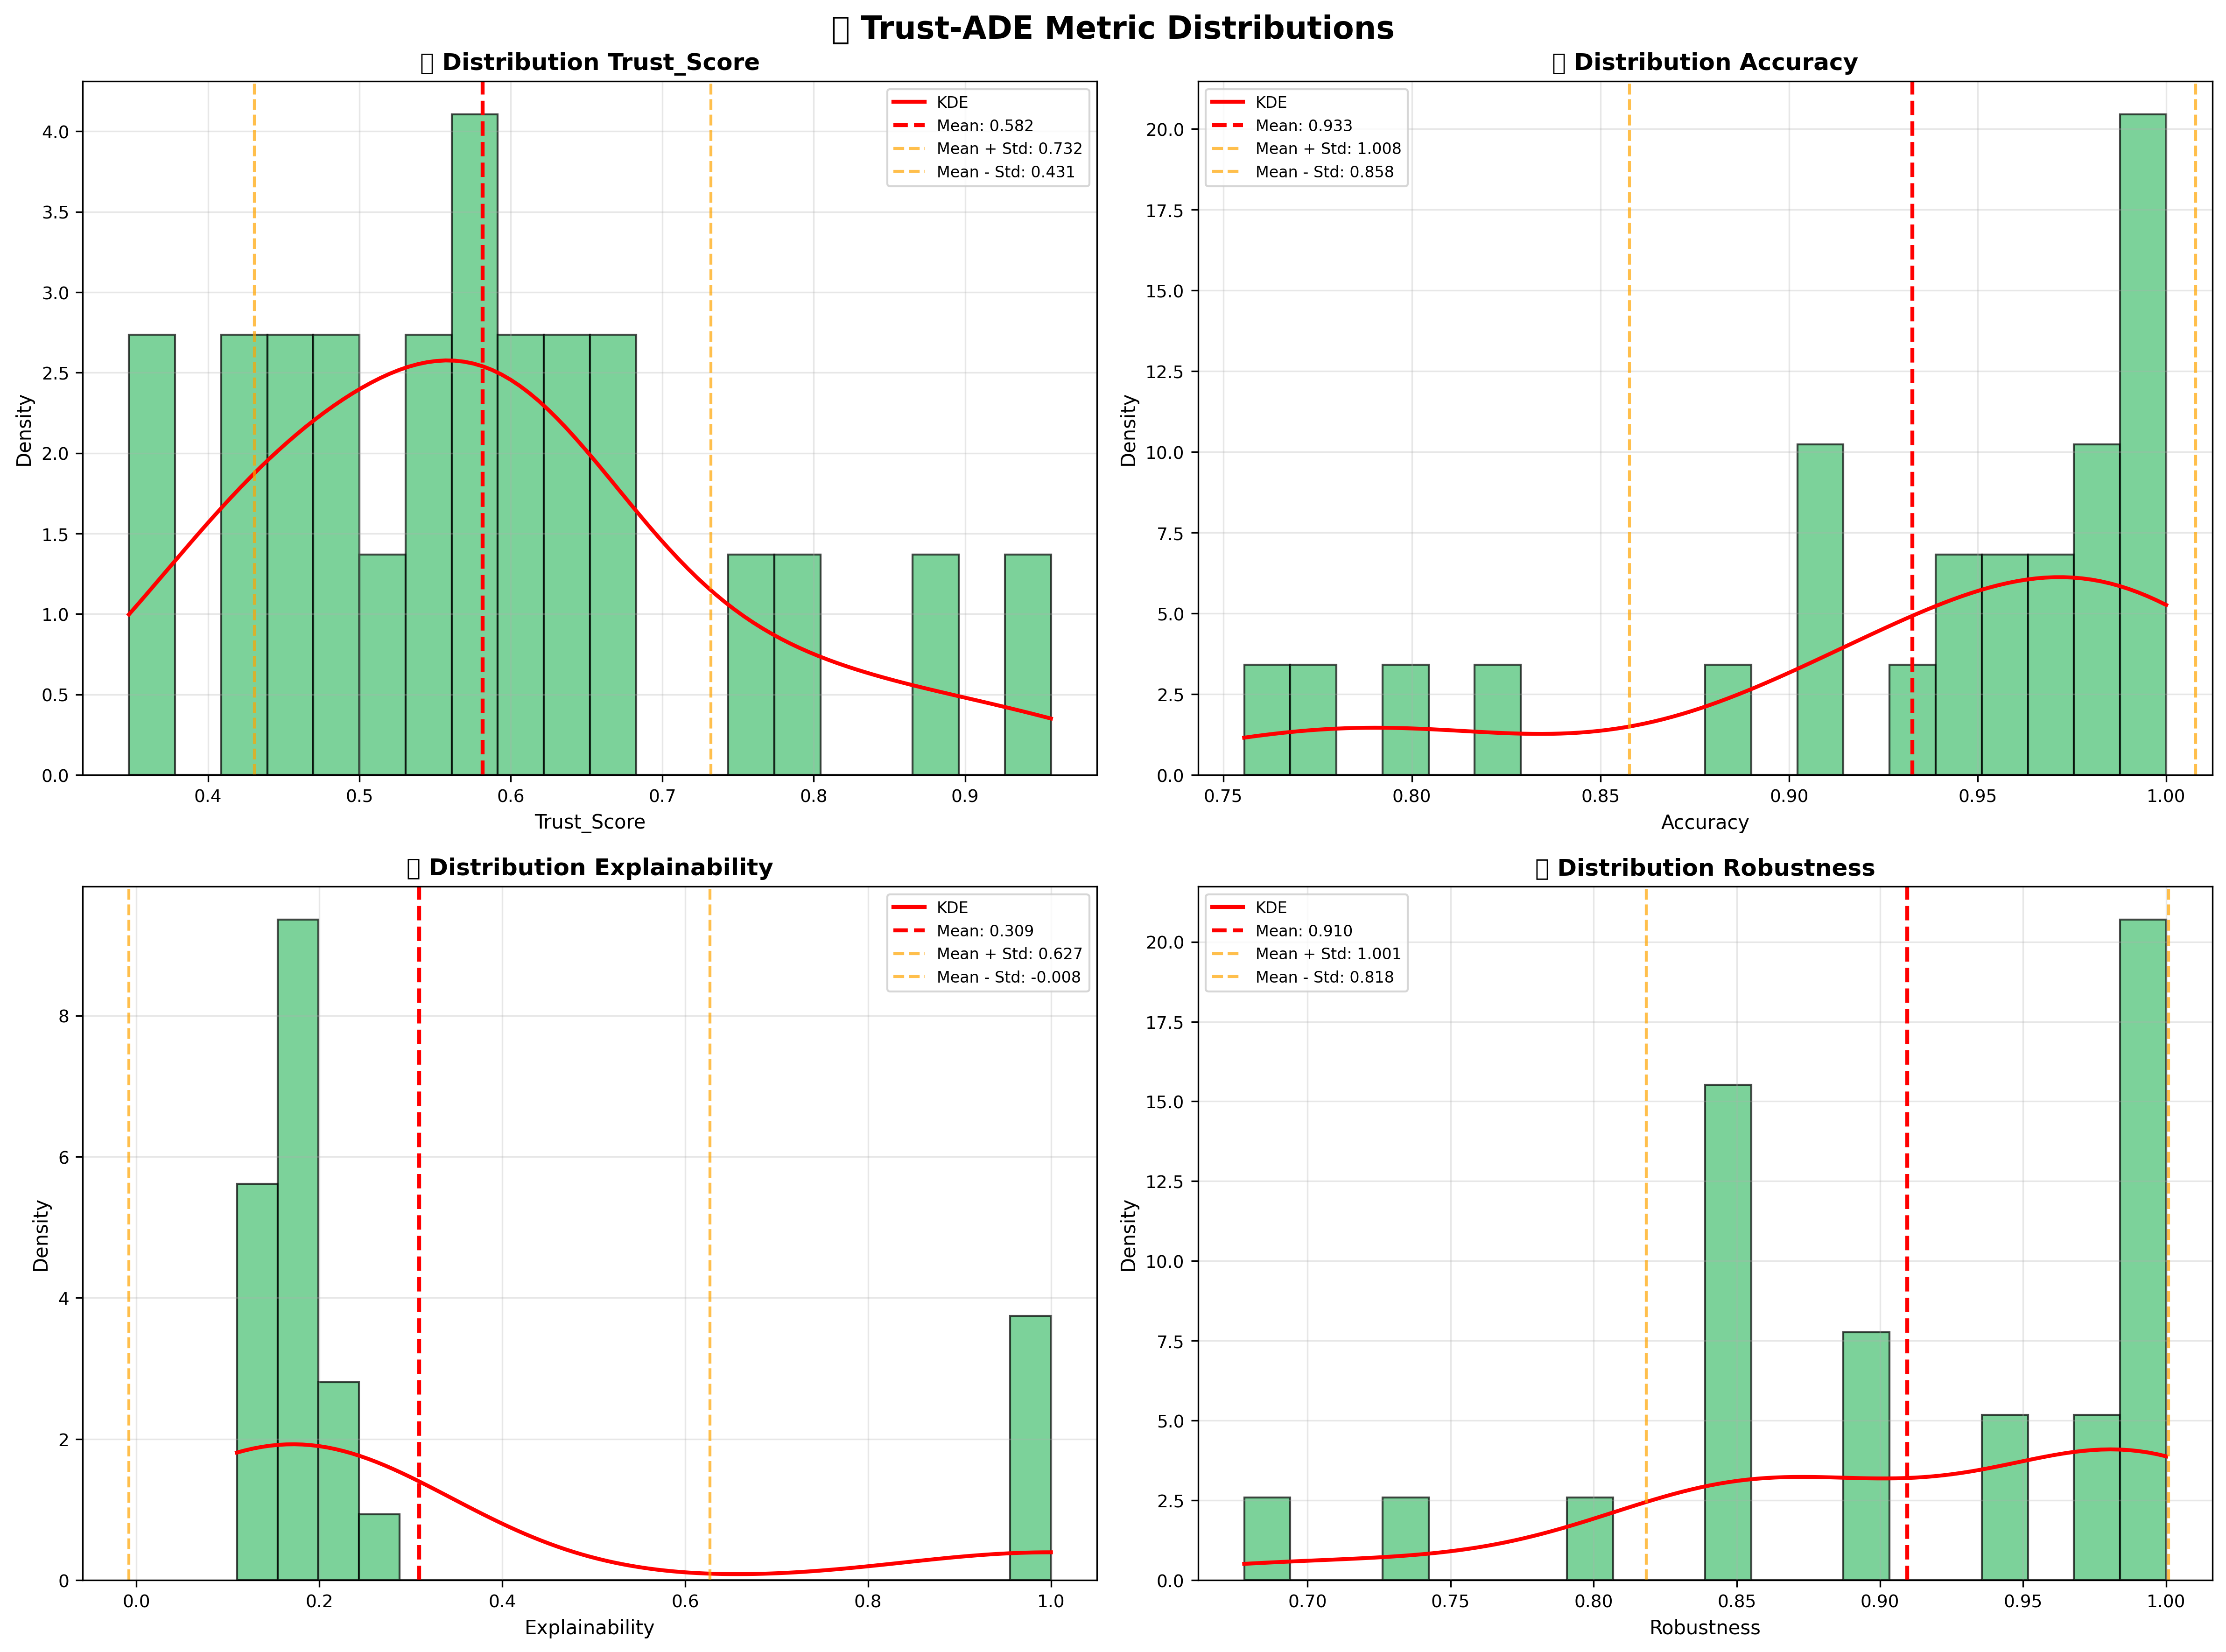 Trust-ADE Metric Distributions
Distribution Trust_Score
KDE
Mean: 0.582
Mean + Std: 0.732
Mean - Std: 0.431
4.0
3.5
3.0
2.5
2.0
1.5
1.0
0.5
0.0
Density
0.4 0.5 0.6 0.7 0.8 0.9
Trust_Score
Distribution Accuracy
KDE
Mean: 0.933
Mean + Std: 1.008
Mean - Std: 0.858
20.0
17.5
15.0
12.5
10.0
7.5
5.0
2.5
0.0
Density
0.75 0.80 0.85 0.90 0.95 1.00
Accuracy
Distribution Explainability
KDE
Mean: 0.309
Mean + Std: 0.627
Mean - Std: -0.008
8
6
4
2
0
Density
0.0 0.2 0.4 0.6 0.8 1.0
Explainability
Distribution Robustness
KDE
Mean: 0.910
Mean + Std: 1.001
Mean - Std: 0.818
20.0
17.5
15.0
12.5
10.0
7.5
5.0
2.5
0.0
Density
0.70 0.75 0.80 0.85 0.90 0.95 1.00
Robustness